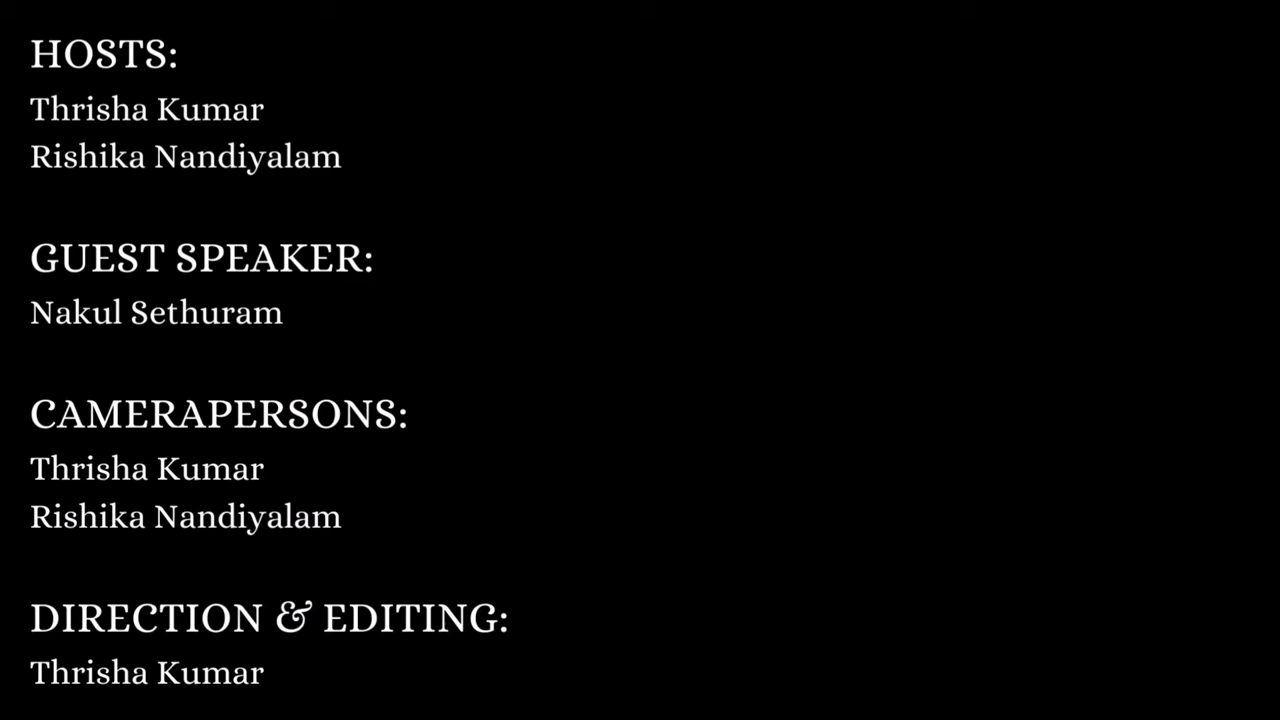 HOSTS:
Thrisha Kumar
Rishika Nandiyalam
GUEST SPEAKER:
Nakul Sethuram
CAMERAPERSONS:
Thrisha Kumar
Rishika Nandiyalam
DIRECTION & EDITING:
Thrisha Kumar